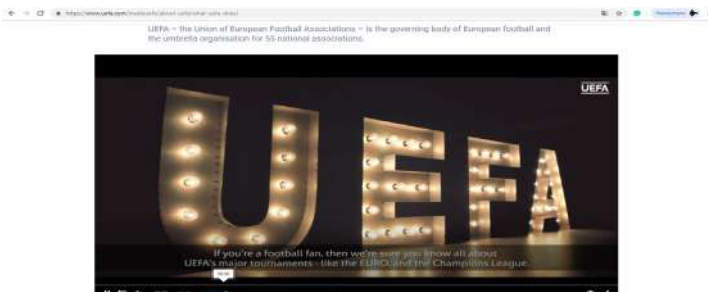 UEFA – the Union of European Football Associations – is the governing body of European football and
the umbrella organisation for 55 national associations.
UEFA
UEFA
If you're a football fan, then we're sure you know all about
UEFA's major tournaments - like the EURO, and the Champions League.